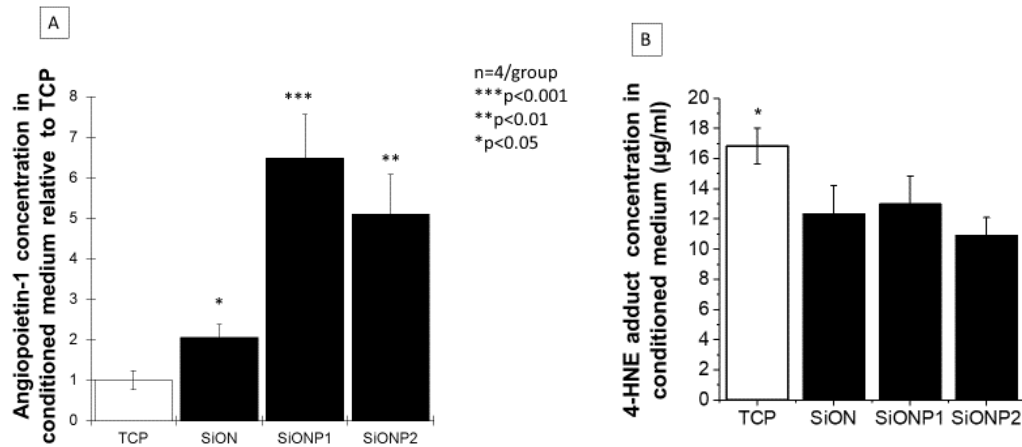 A
Angiopoietin-1 concentration in
conditioned medium relative to TCP
8
7
6
5
4
3
2
1
0
***
**
*
TCP SiON SiONP1 SiONP2
n=4/group
***p<0.001
**p<0.01
*p<0.05
B
4-HNE adduct concentration in
conditioned medium (µg/ml)
20
18
16
14
12
10
8
6
4
2
0
*
TCP SiON SiONP1 SiONP2